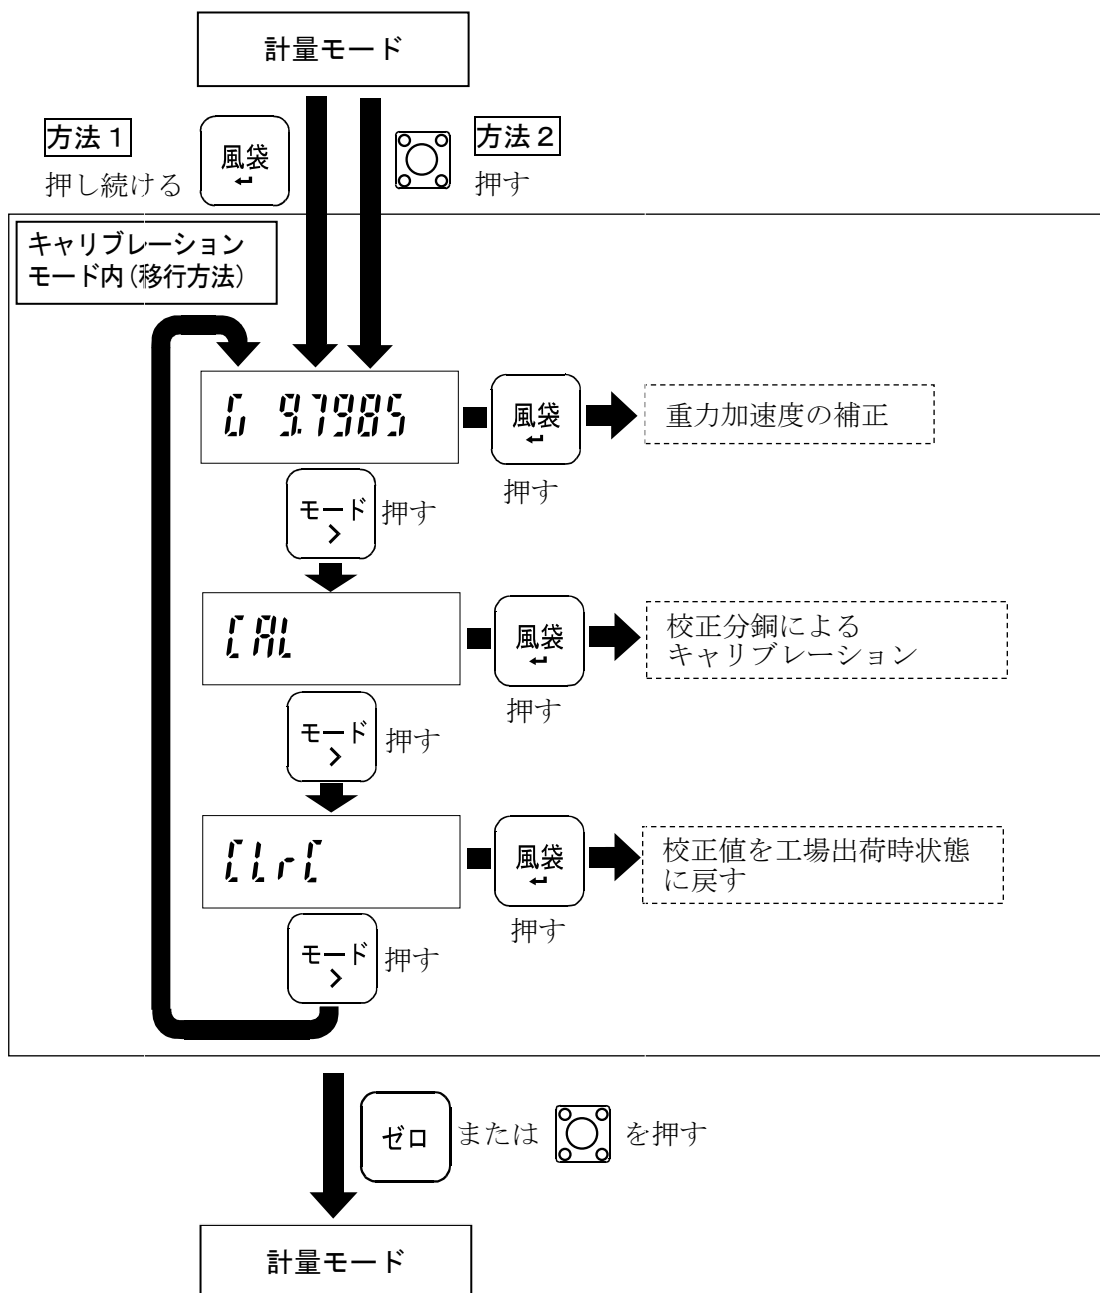 計量モード
方法1
押し続ける
風袋
方法2
押す
キャリブレーション
モード内(移行方法)
G 9.7985
風袋
押す
重力加速度の補正
モード
>
押す
CAL
風袋
押す
校正分銅による
キャリブレーション
モード
>
押す
CLrC
風袋
押す
校正値を工場出荷時状態
に戻す
モード
>
押す
ゼロ
または
を押す
計量モード